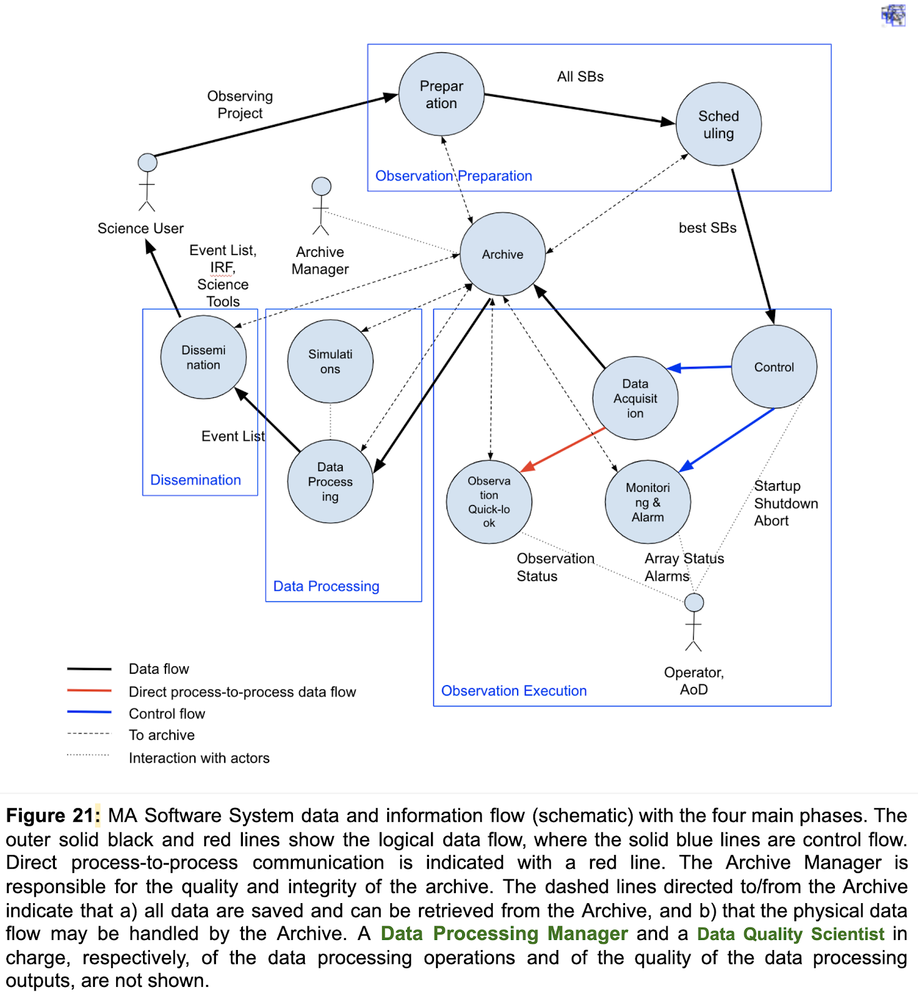 Prepar
ation
All SBs
Sched
uling
Observing
Project
Observation Preparation
Science User
Archive
Manager
Archive
best SBs
Event List,
IRF,
Science
Tools
Dissemi
nation
Simulati
ons
Control
Data
Acquisit
ion
Event List
Dissemination
Data
Process
ing
Observa
tion
Quick-lo
ok
Monitori
ng &
Alarm
Startup
Shutdown
Abort
Observation
Status
Array Status
Alarms
Data Processing
Operator,
AoD
Observation Execution
Data flow
Direct process-to-process data flow
Control flow
To archive
Interaction with actors
Figure 21: MA Software System data and information flow (schematic) with the four main phases. The
outer solid black and red lines show the logical data flow, where the solid blue lines are control flow.
Direct process-to-process communication is indicated with a red line. The Archive Manager is
responsible for the quality and integrity of the archive. The dashed lines directed to/from the Archive
indicate that a) all data are saved and can be retrieved from the Archive, and b) that the physical data
flow may be handled by the Archive. A Data Processing Manager and a Data Quality Scientist in
charge, respectively, of the data processing operations and of the quality of the data processing
outputs, are not shown.